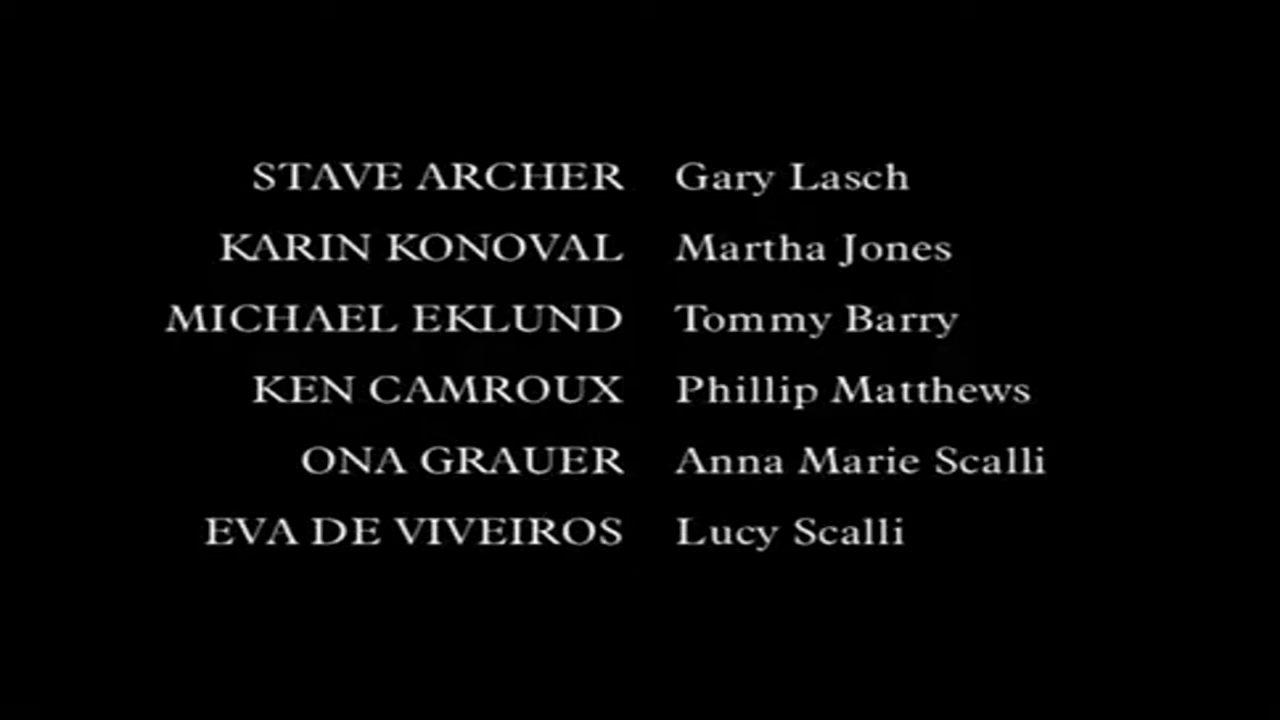 STAVE ARCHER Gary Lasch
KARIN KONOVAL Martha Jones
MICHAEL EKLUND Tommy Barry
KEN CAMROUX Phillip Matthews
ONA GRAUER Anna Marie Scalli
EVA DE VIVEIROS Lucy Scalli